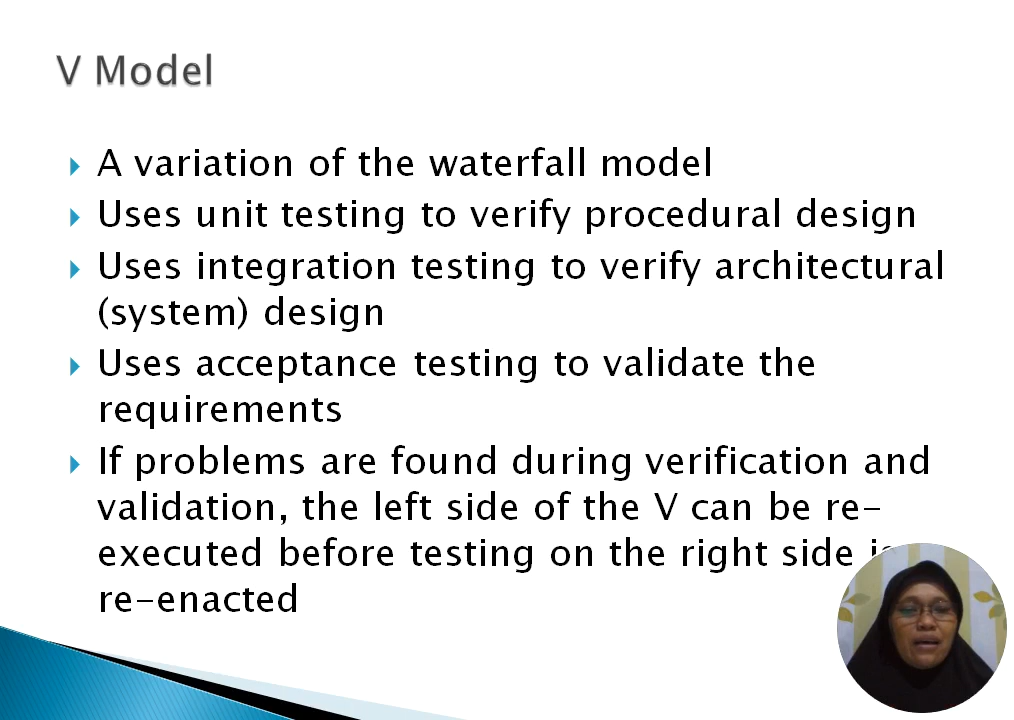 V Model
A variation of the waterfall model
Uses unit testing to verify procedural design
Uses integration testing to verify architectural
(system) design
Uses acceptance testing to validate the
requirements
If problems are found during verification and
validation, the left side of the V can be re-
executed before testing on the right side is
re-enacted